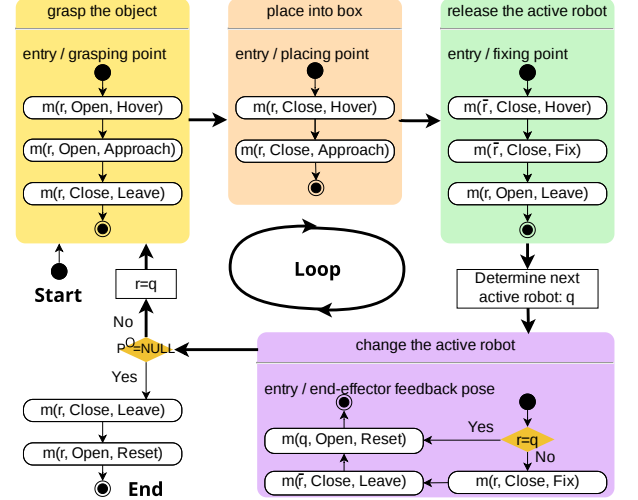 grasp the object
entry / grasping point
m(r, Open, Hover)
m(r, Open, Approach)
m(r, Close, Leave)
place into box
entry / placing point
m(r, Close, Hover)
m(r, Close, Approach)
release the active robot
entry / fixing point
m(r̄, Close, Hover)
m(r̄, Close, Fix)
m(r, Open, Leave)
Start
Loop
Determine next
active robot: q
r=q
No
P^O=NULL
Yes
m(r, Close, Leave)
m(r, Open, Reset)
End
change the active robot
entry / end-effector feedback pose
Yes
r=q
No
m(q, Open, Reset)
m(r̄, Close, Leave)
m(r, Close, Fix)